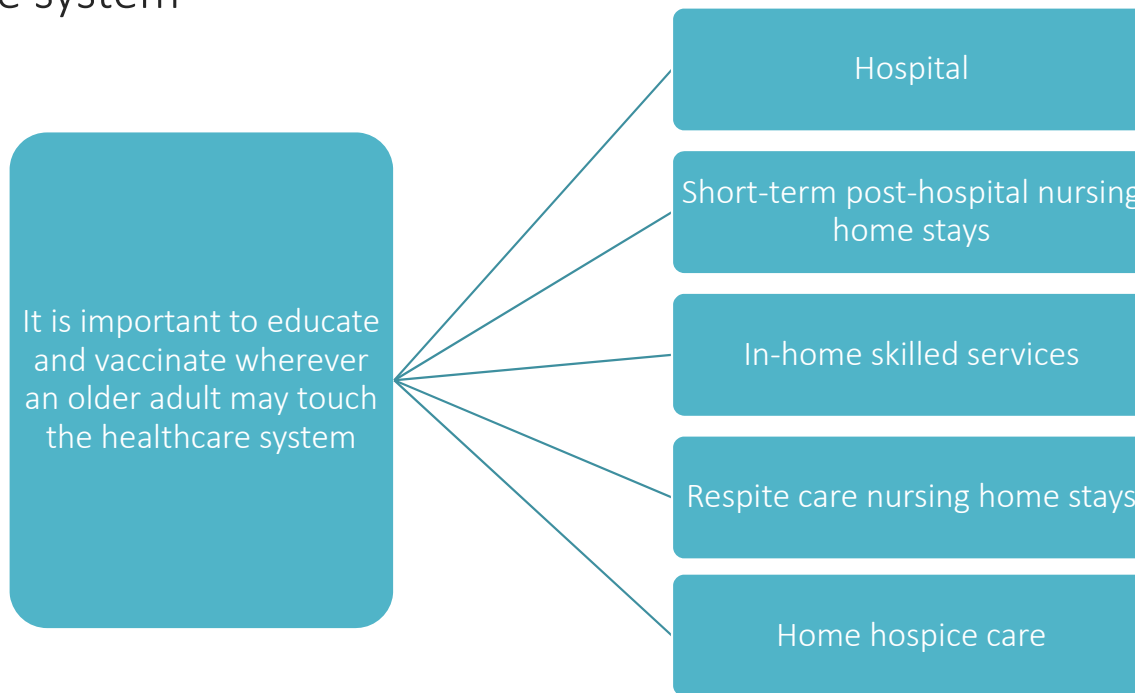 e system
It is important to educate
and vaccinate wherever
an older adult may touch
the healthcare system
Hospital
Short-term post-hospital nursing
home stays
In-home skilled services
Respite care nursing home stays
Home hospice care